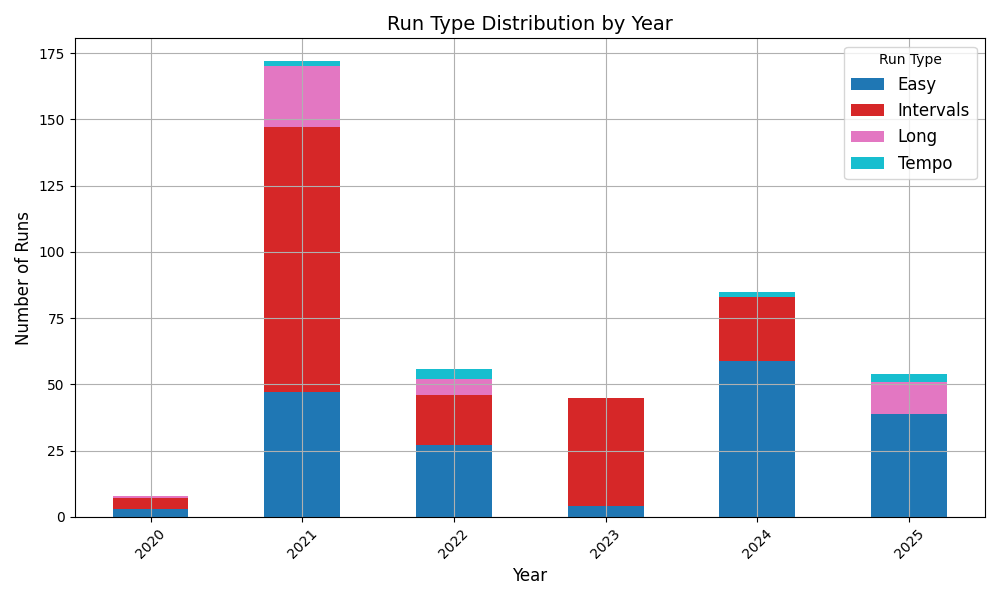 Run Type Distribution by Year
Number of Runs
175
150
125
100
75
50
25
0
Run Type
Easy
Intervals
Long
Tempo
2020
2021
2022
2023
2024
2025
Year